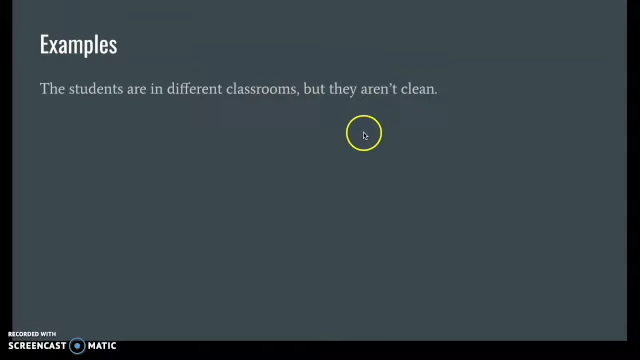 Examples
The students are in different classrooms, but they aren't clean.
RECORDED WITH
SCREENCAST MATIC